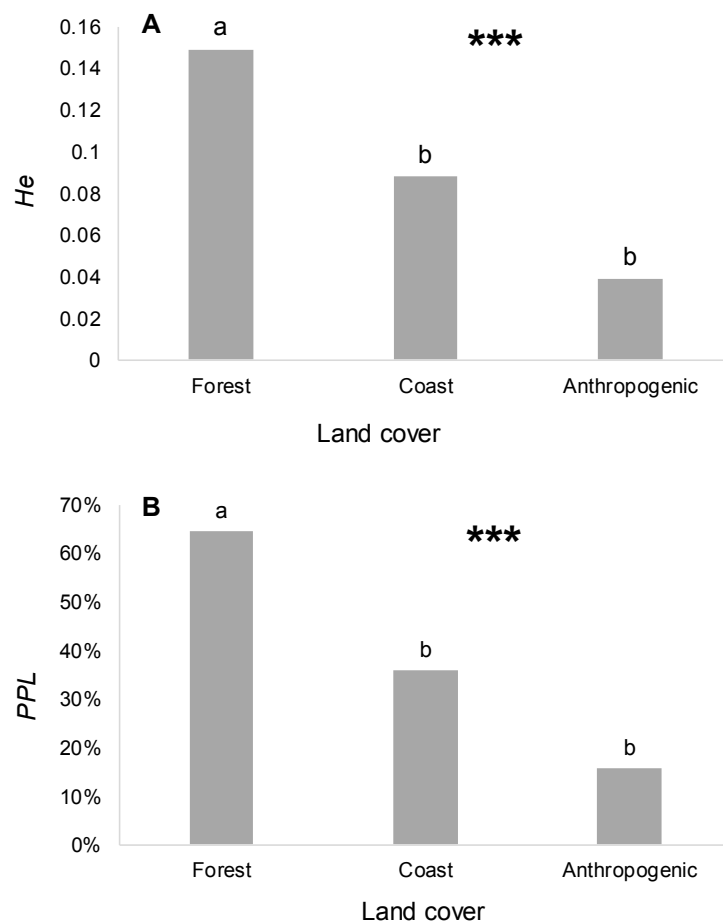 A
a
***
0.16
0.14
b
0.12
0.1
He
0.08
b
0.06
0.04
0.02
0
Forest Coast Anthropogenic
Land cover
B
a
***
70%
60%
50%
b
40%
PPL
30%
b
20%
10%
0%
Forest Coast Anthropogenic
Land cover